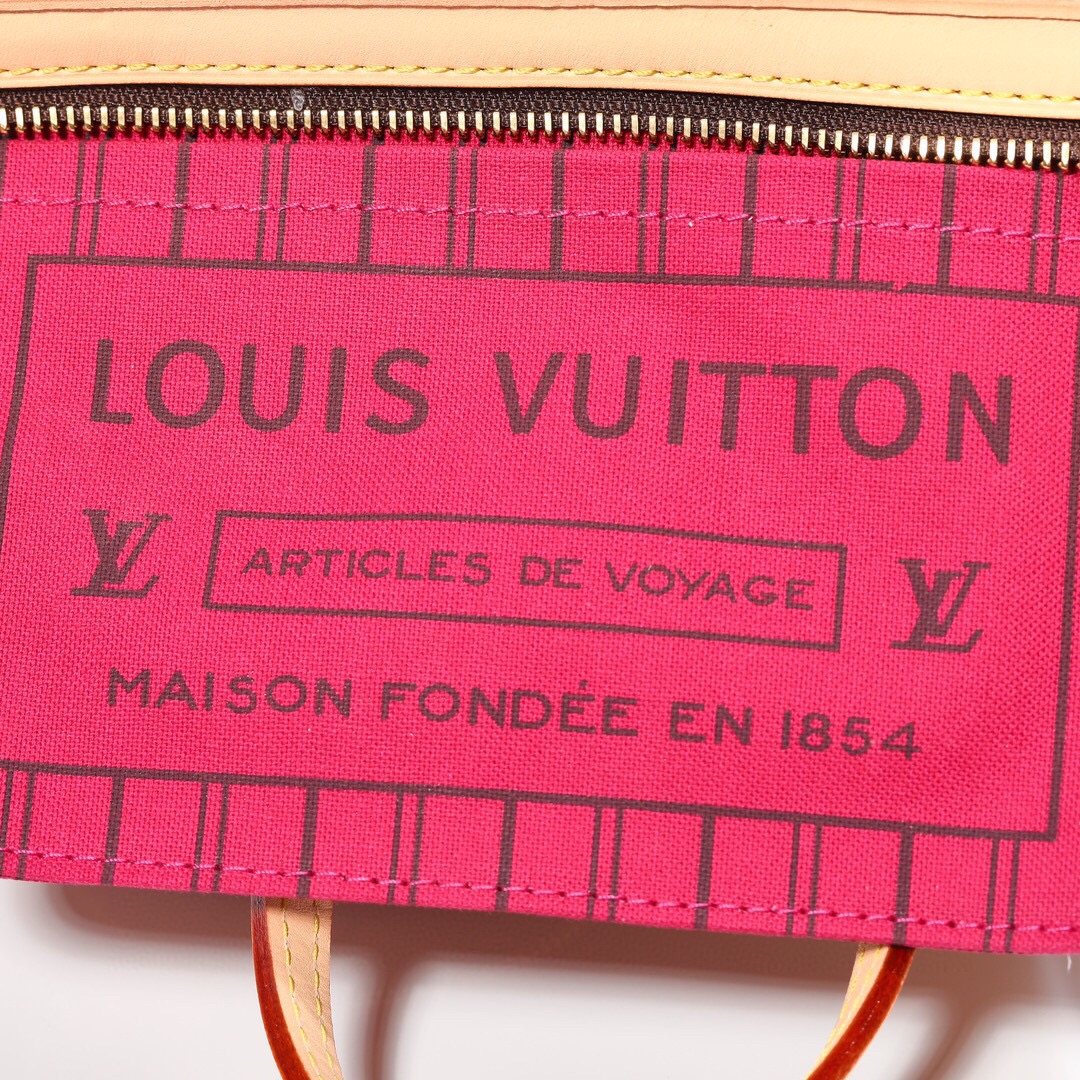 LOUIS VUITTON
LV ARTICLES DE VOYAGE LV
MAISON FONDÉE EN 1854